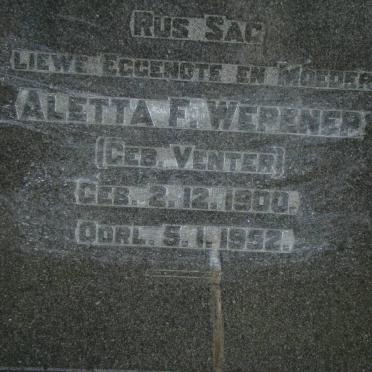 RUS SAG
LIEWE EGGENOTE EN MOEDER
ALETTA F. WEPENER
(GEB. VENTER)
GEB. 2.12.1900.
OORL. 5.1.1952.